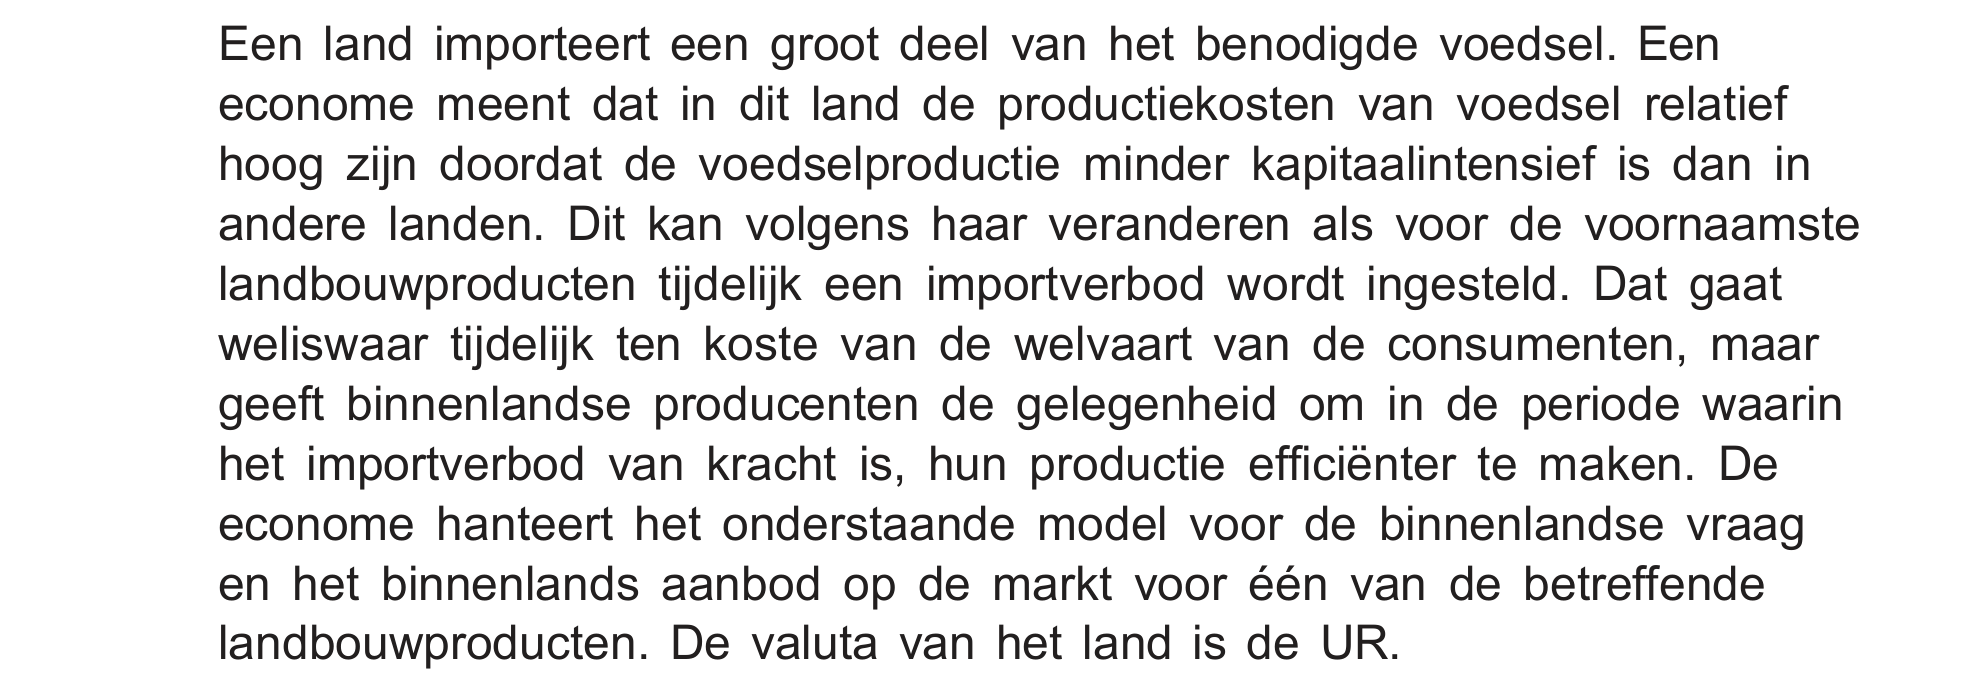 Een land importeert een groot deel van het benodigde voedsel. Een
econome meent dat in dit land de productiekosten van voedsel relatief
hoog zijn doordat de voedselproductie minder kapitaalintensief is dan in
andere landen. Dit kan volgens haar veranderen als voor de voornaamste
landbouwproducten tijdelijk een importverbod wordt ingesteld. Dat gaat
weliswaar tijdelijk ten koste van de welvaart van de consumenten, maar
geeft binnenlandse producenten de gelegenheid om in de periode waarin
het importverbod van kracht is, hun productie efficiënter te maken. De
econome hanteert het onderstaande model voor de binnenlandse vraag
en het binnenlands aanbod op de markt voor één van de betreffende
landbouwproducten. De valuta van het land is de UR.